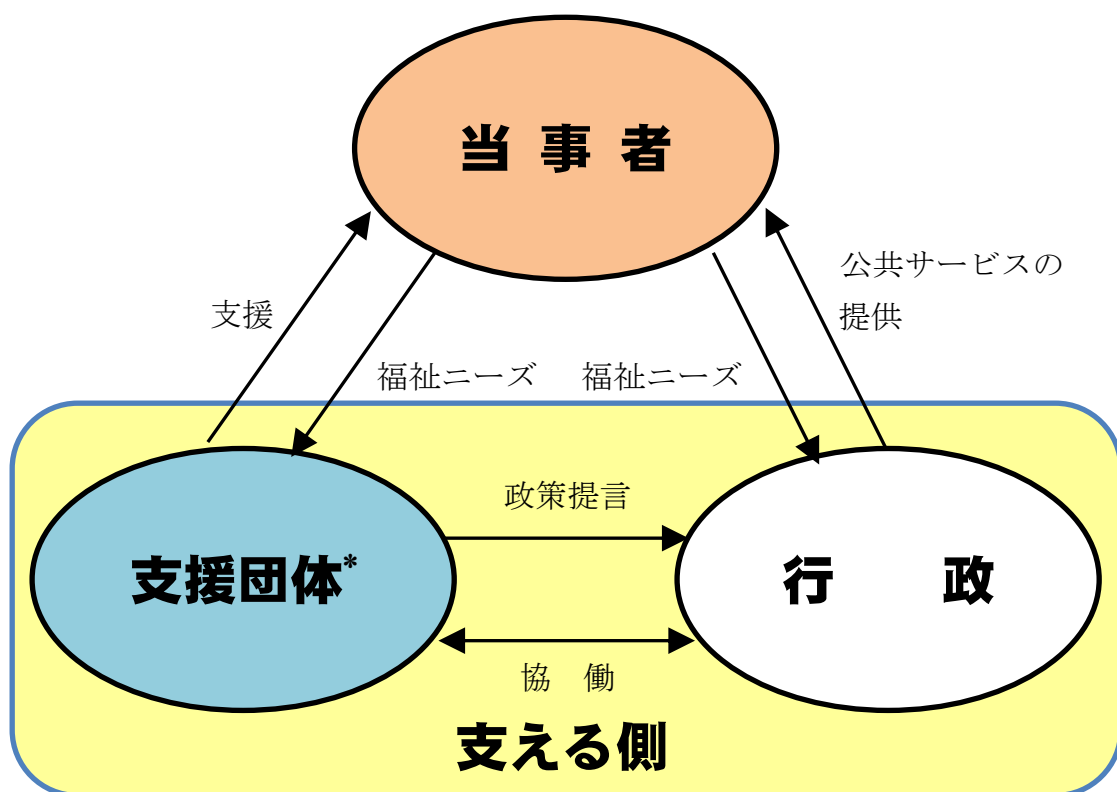 当 事 者
公共サービスの
提供
支援
福祉ニーズ
福祉ニーズ
政策提言
支援団体*
行 政
協 働
支える側